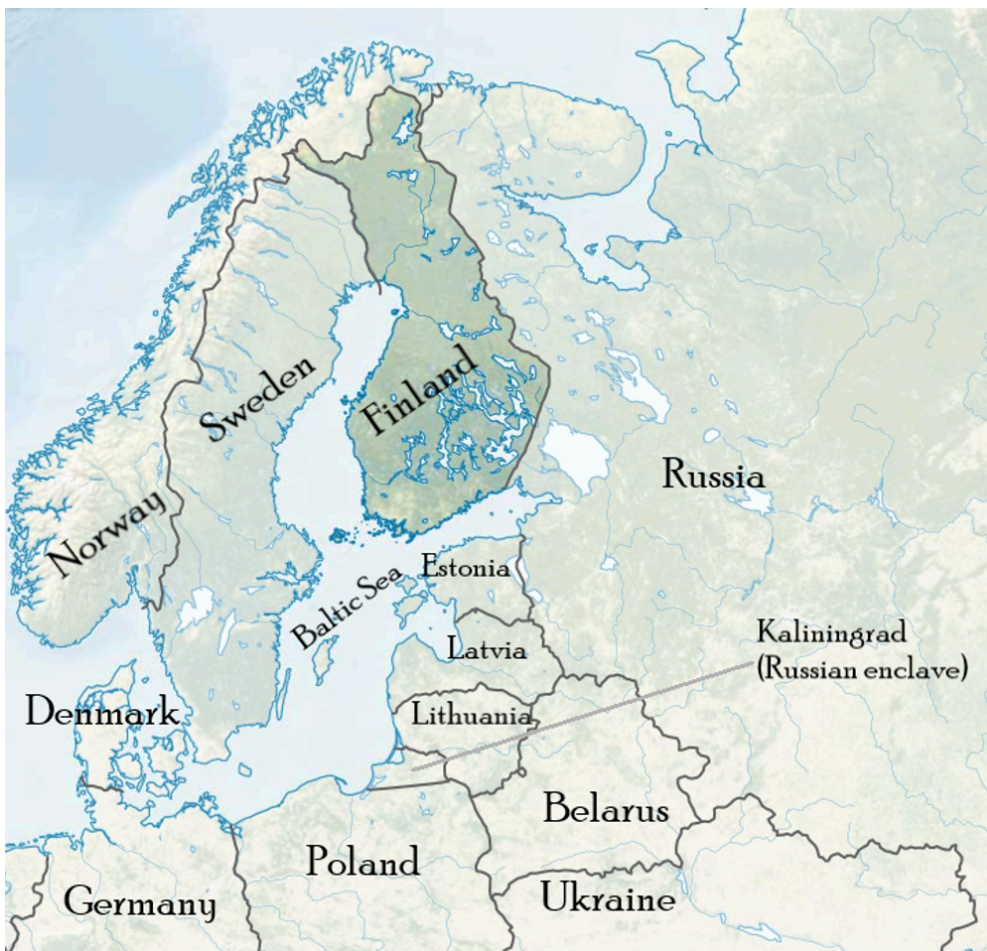 Sweden
Finland
Russia
Norway
Estonia
Baltic Sea
Latvia
Kaliningrad
(Russian enclave)
Denmark
Lithuania
Belarus
Poland
Germany
Ukraine